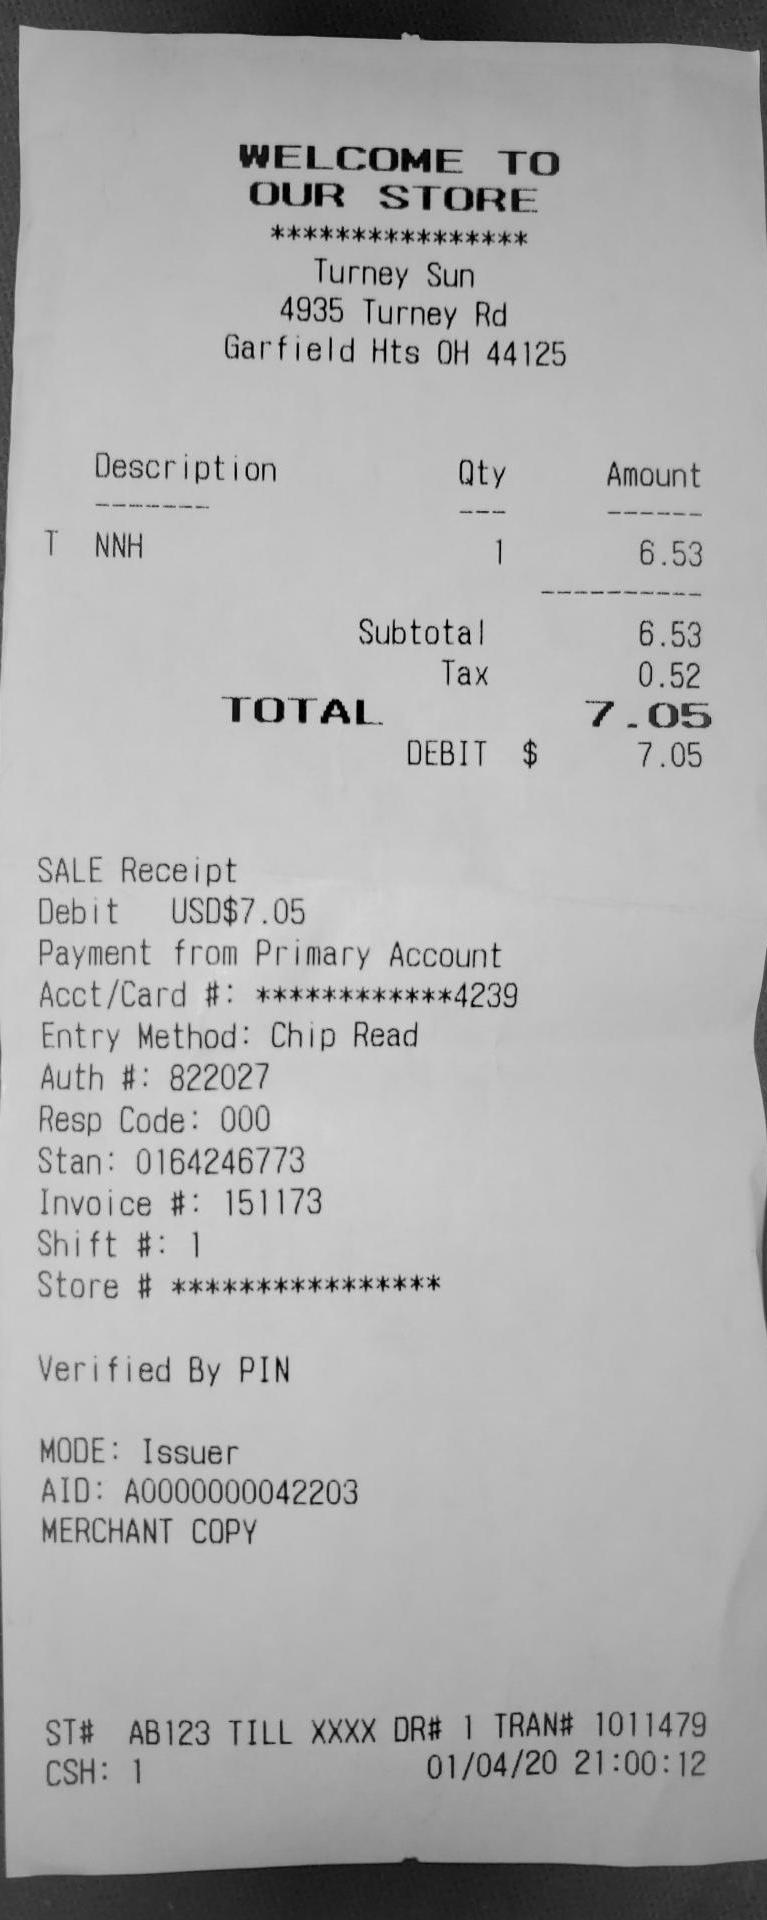 WELCOME TO
OUR STORE
****************
Turney Sun
4935 Turney Rd
Garfield Hts OH 44125
Description Qty Amount
------- --- ------
T NNH 1 6.53
----------
Subtotal 6.53
Tax 0.52
TOTAL 7.05
DEBIT $ 7.05
SALE Receipt
Debit USD$7.05
Payment from Primary Account
Acct/Card #: ************4239
Entry Method: Chip Read
Auth #: 822027
Resp Code: 000
Stan: 0164246773
Invoice #: 151173
Shift #: 1
Store # ****************
Verified By PIN
MODE: Issuer
AID: A0000000042203
MERCHANT COPY
ST# AB123 TILL XXXX DR# 1 TRAN# 1011479
CSH: 1 01/04/20 21:00:12